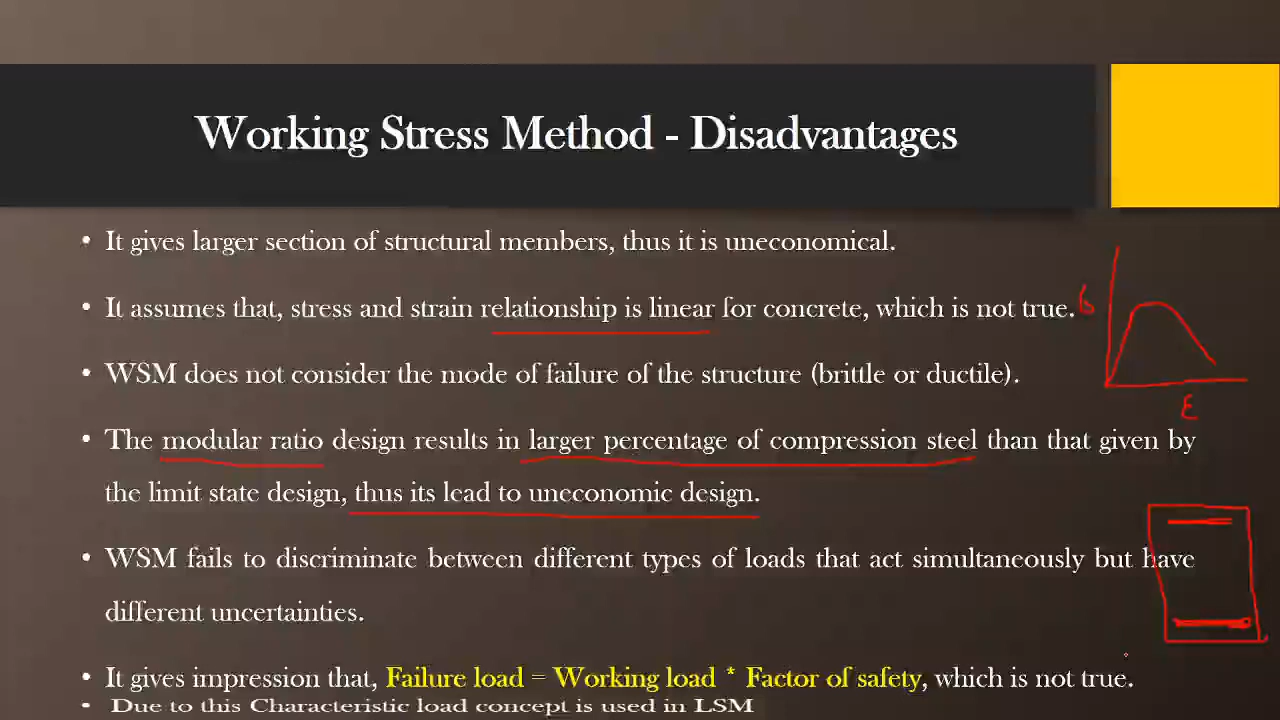 Working Stress Method - Disadvantages
• It gives larger section of structural members, thus it is uneconomical.
• It assumes that, stress and strain relationship is linear for concrete, which is not true.
• WSM does not consider the mode of failure of the structure (brittle or ductile).
• The modular ratio design results in larger percentage of compression steel than that given by
the limit state design, thus its lead to uneconomic design.
• WSM fails to discriminate between different types of loads that act simultaneously but have
different uncertainties.
• It gives impression that, Failure load = Working load * Factor of safety, which is not true.
• Due to this Characteristic load concept is used in LSM